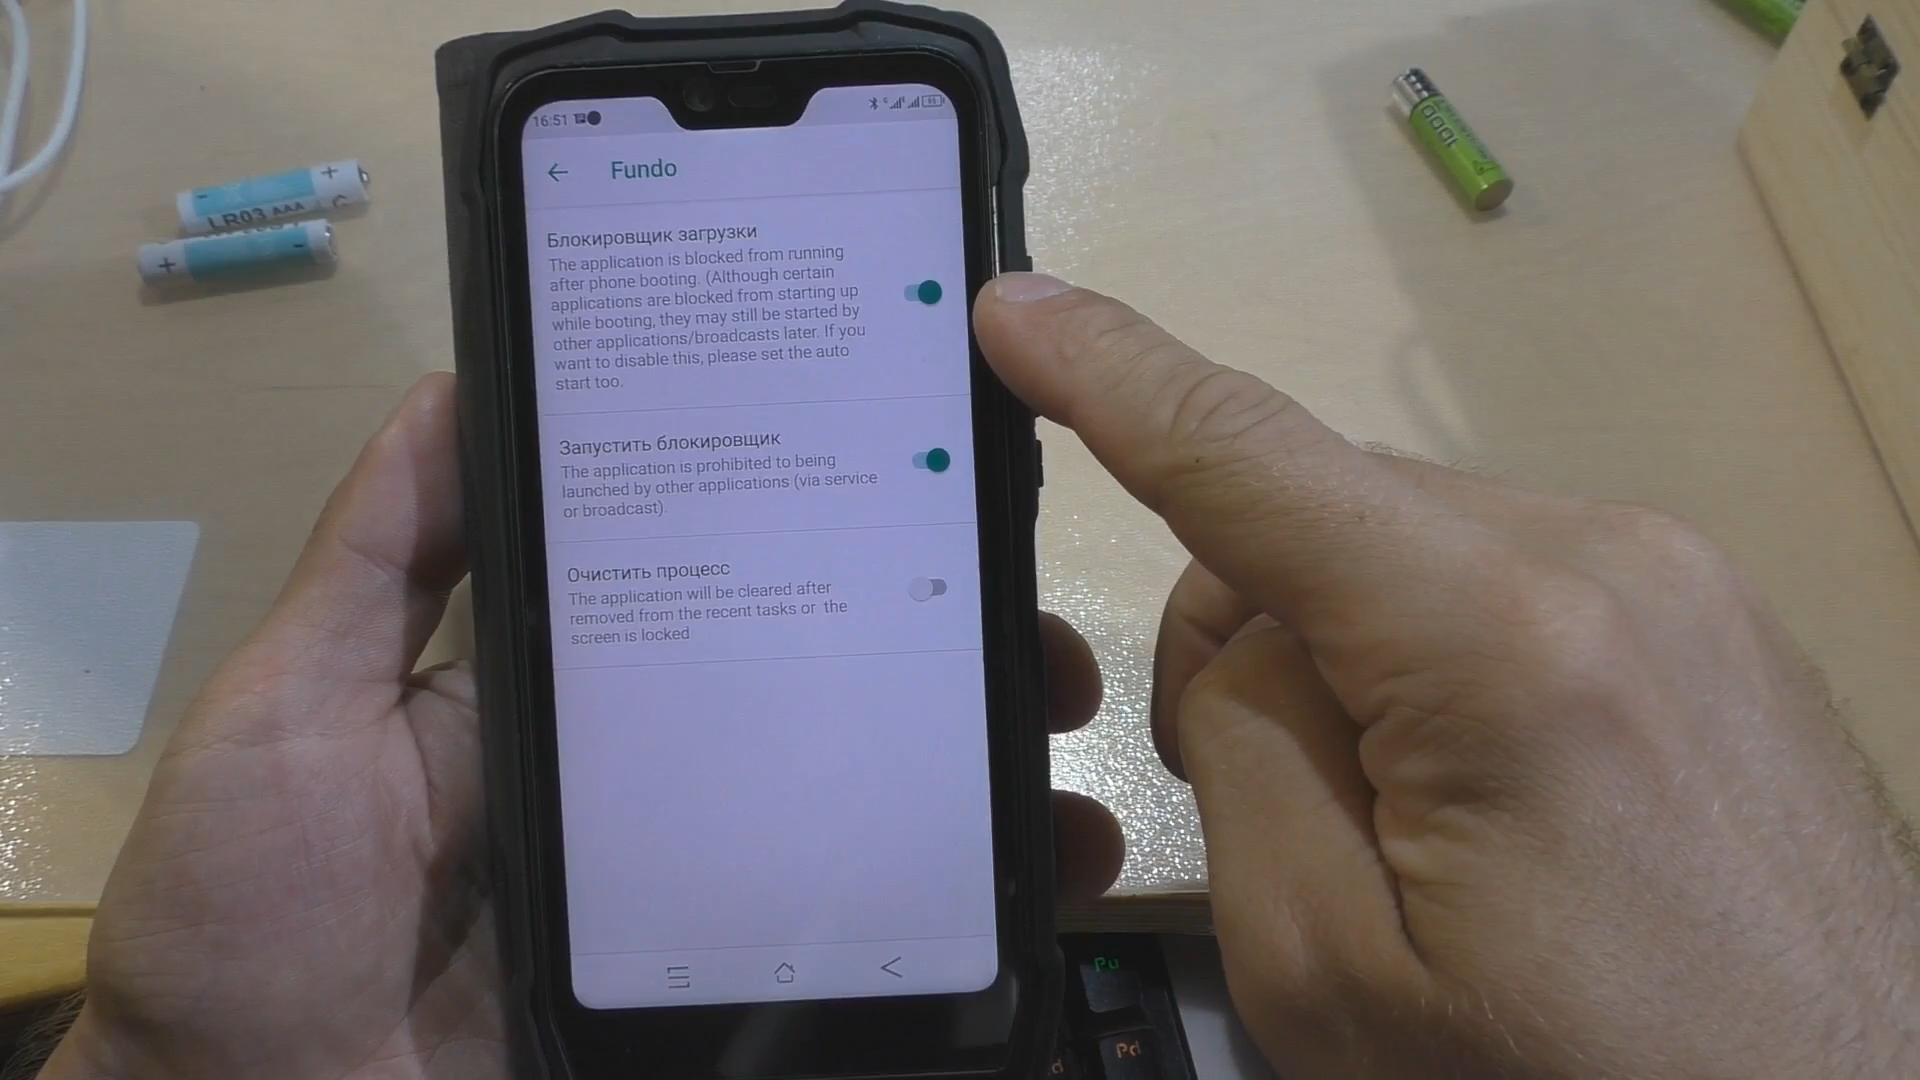 16:51
95
Fundo
Блокировщик загрузки
The application is blocked from running
after phone booting. (Although certain
applications are blocked from starting up
while booting, they may still be started by
other applications/broadcasts later. If you
want to disable this, please set the auto
start too.
Запустить блокировщик
The application is prohibited to being
launched by other applications (via service
or broadcast).
Очистить процесс
The application will be cleared after
removed from the recent tasks or the
screen is locked
LR03 AAA
1000
Pu
Pd